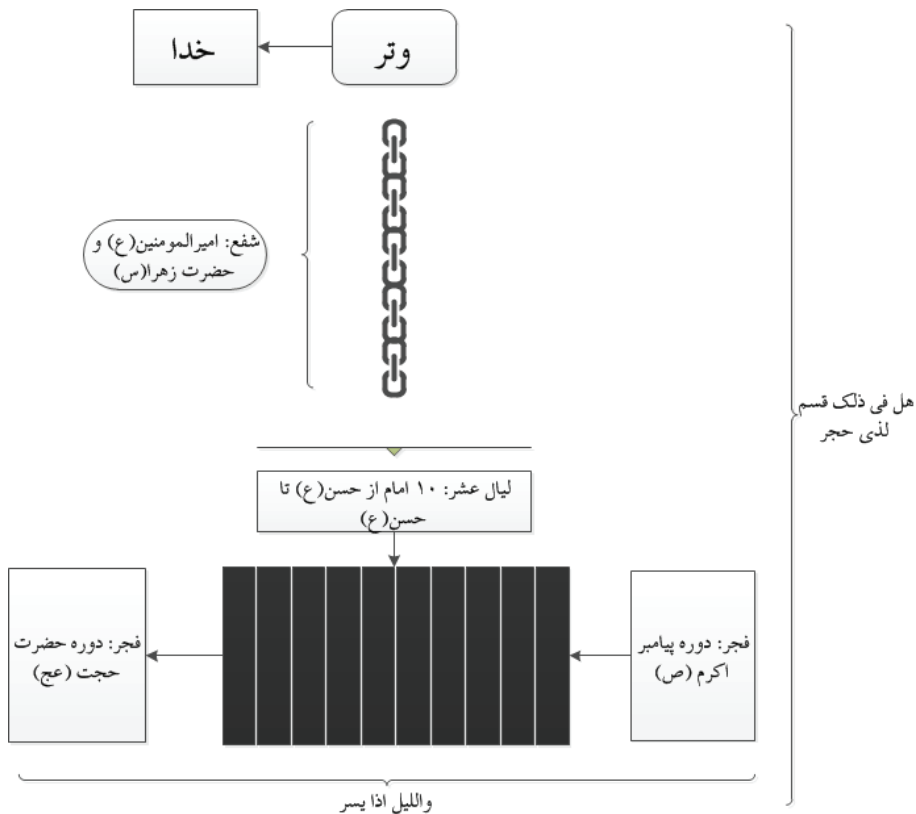 وتر
خدا
شفع: امیرالمومنین(ع) و
حضرت زهرا(س)
هل فی ذلک قسم
لذی حجر
لیال عشر: ۱۰ امام از حسن(ع) تا
حسن(ع)
فجر: دوره پیامبر
اکرم (ص)
فجر: دوره حضرت
حجت (عج)
واللیل اذا یسر